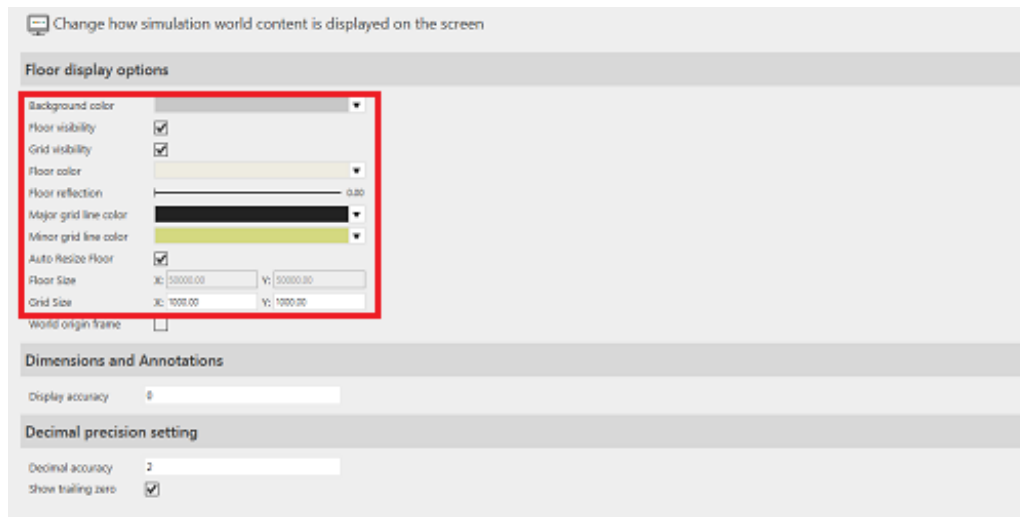 Change how simulation world content is displayed on the screen
Floor display options
Background color
Floor visibility
Grid visibility
Floor color
Floor reflection 0.00
Major grid line color
Minor grid line color
Auto Resize Floor
Floor Size X: 50000.00 Y: 50000.00
Grid Size X: 1000.00 Y: 1000.00
World origin frame
Dimensions and Annotations
Display accuracy 0
Decimal precision setting
Decimal accuracy 2
Show trailing zero